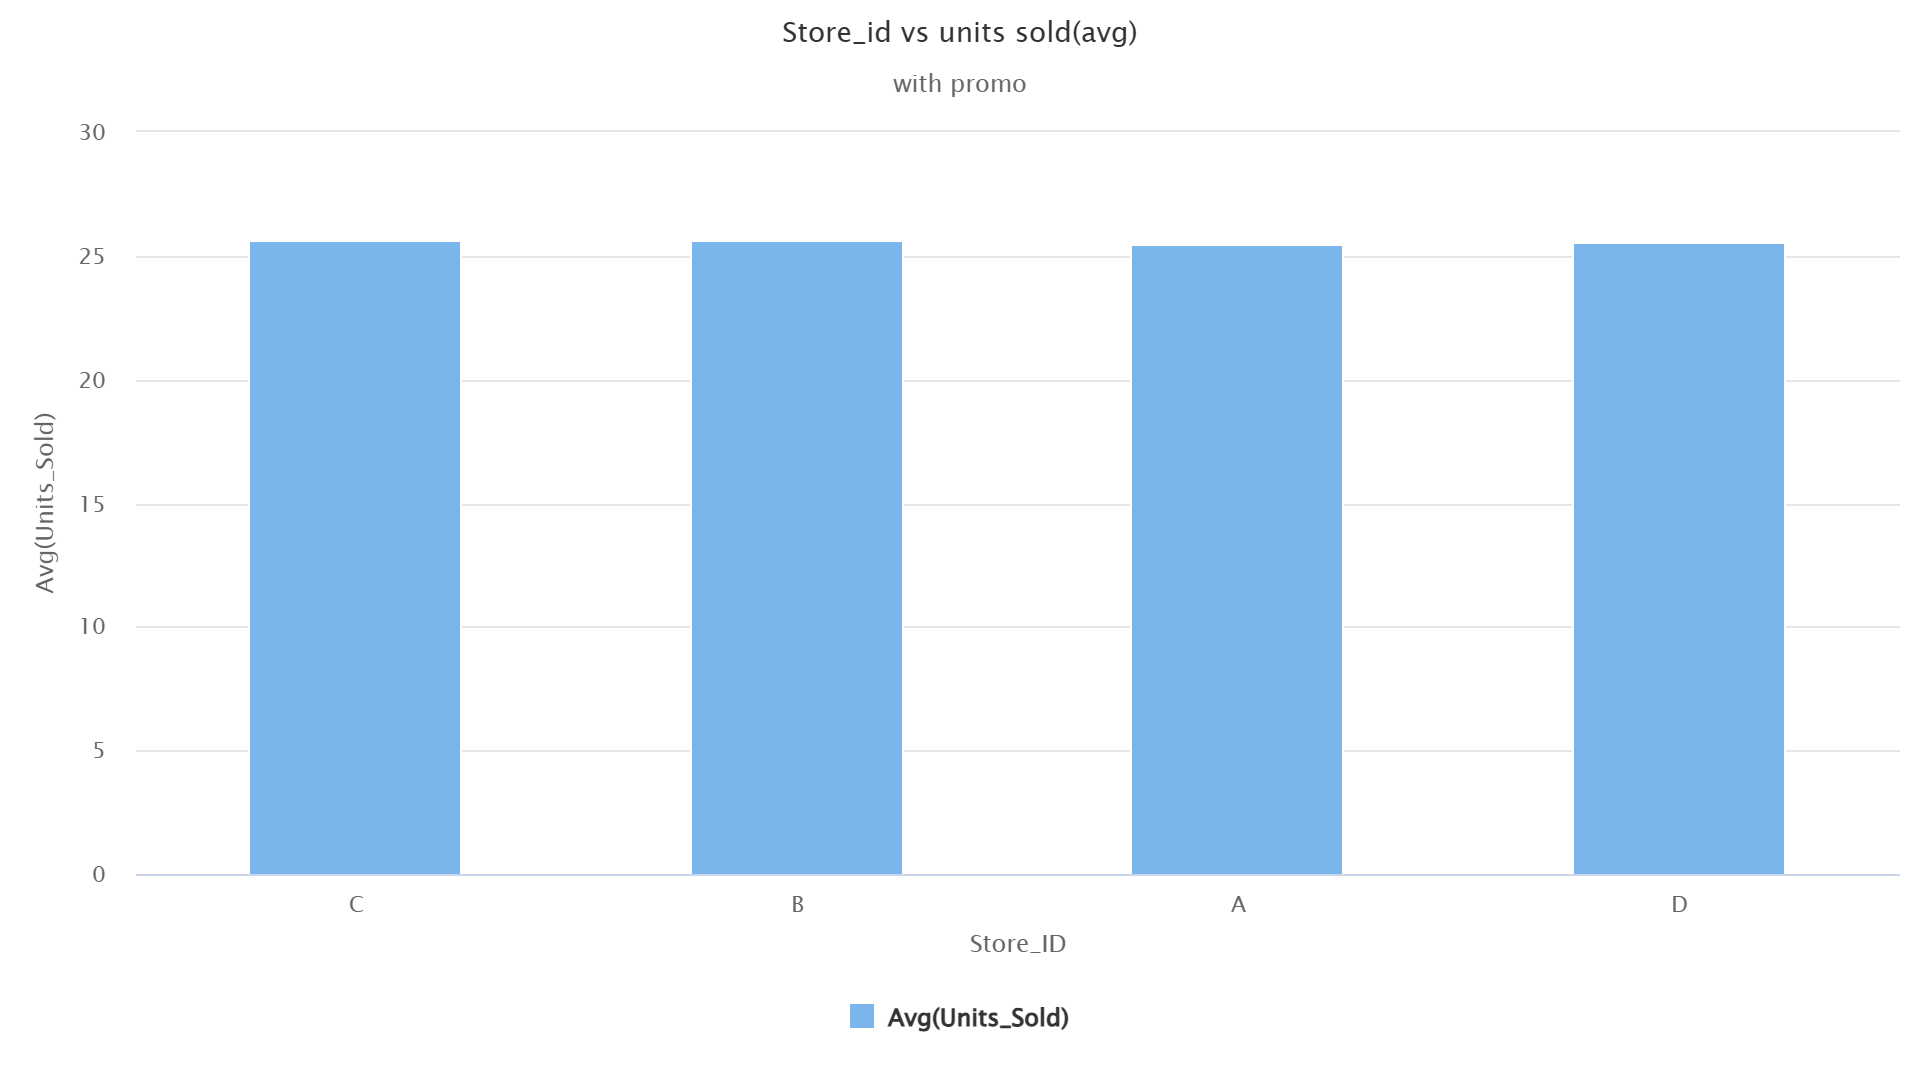 Store_id vs units sold(avg)
with promo
30
25
20
15
10
5
0
Avg(Units_Sold)
C B A D
Store_ID
Avg(Units_Sold)